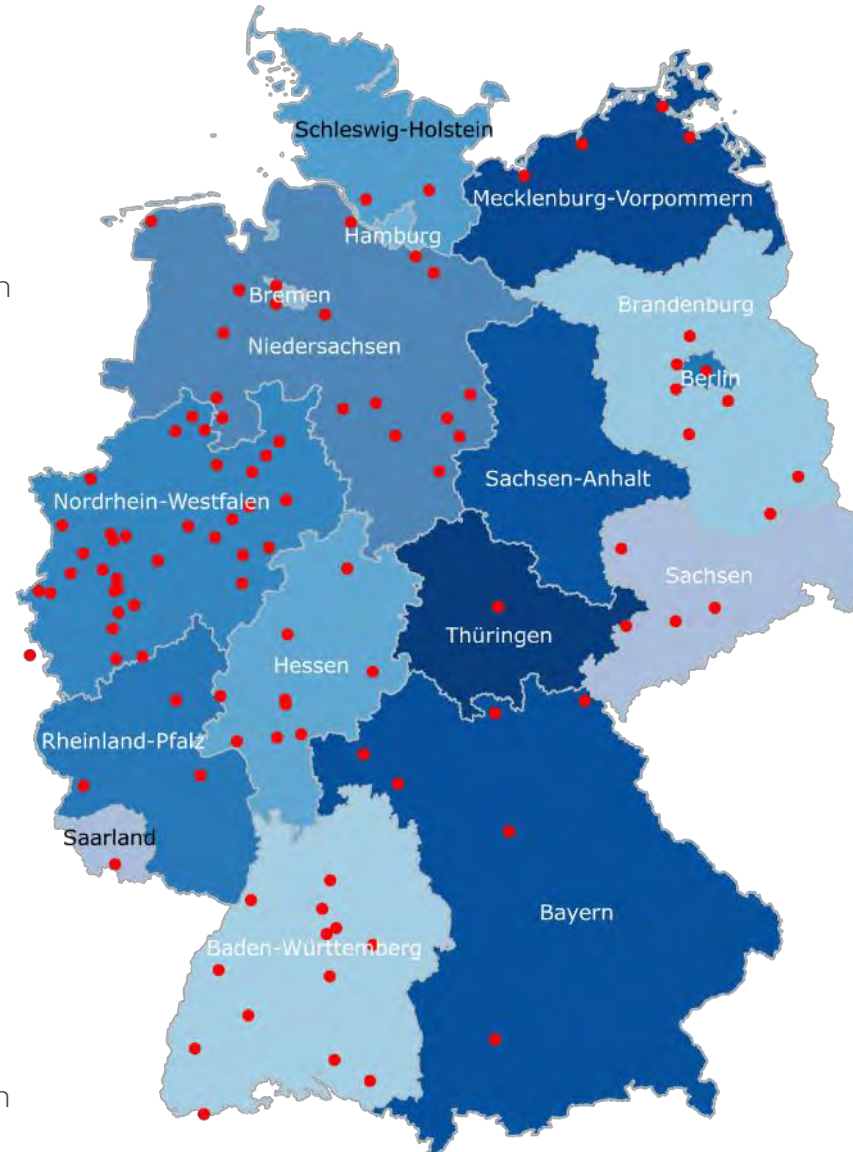 Schleswig-Holstein
Mecklenburg-Vorpommern
Hamburg
n
Bremen
Brandenburg
Niedersachsen
Berlin
Sachsen-Anhalt
Nordrhein-Westfalen
Sachsen
Thüringen
Hessen
Rheinland-Pfalz
Saarland
Bayern
Baden-Württemberg
n